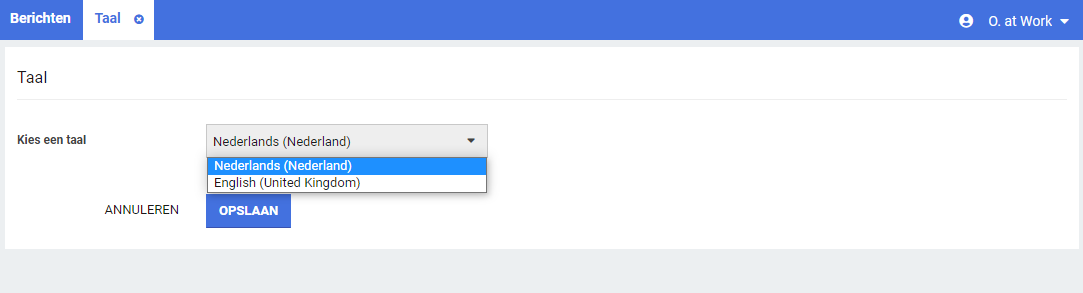 Berichten Taal O. at Work
Taal
Kies een taal Nederlands (Nederland)
Nederlands (Nederland)
English (United Kingdom)
ANNULEREN OPSLAAN